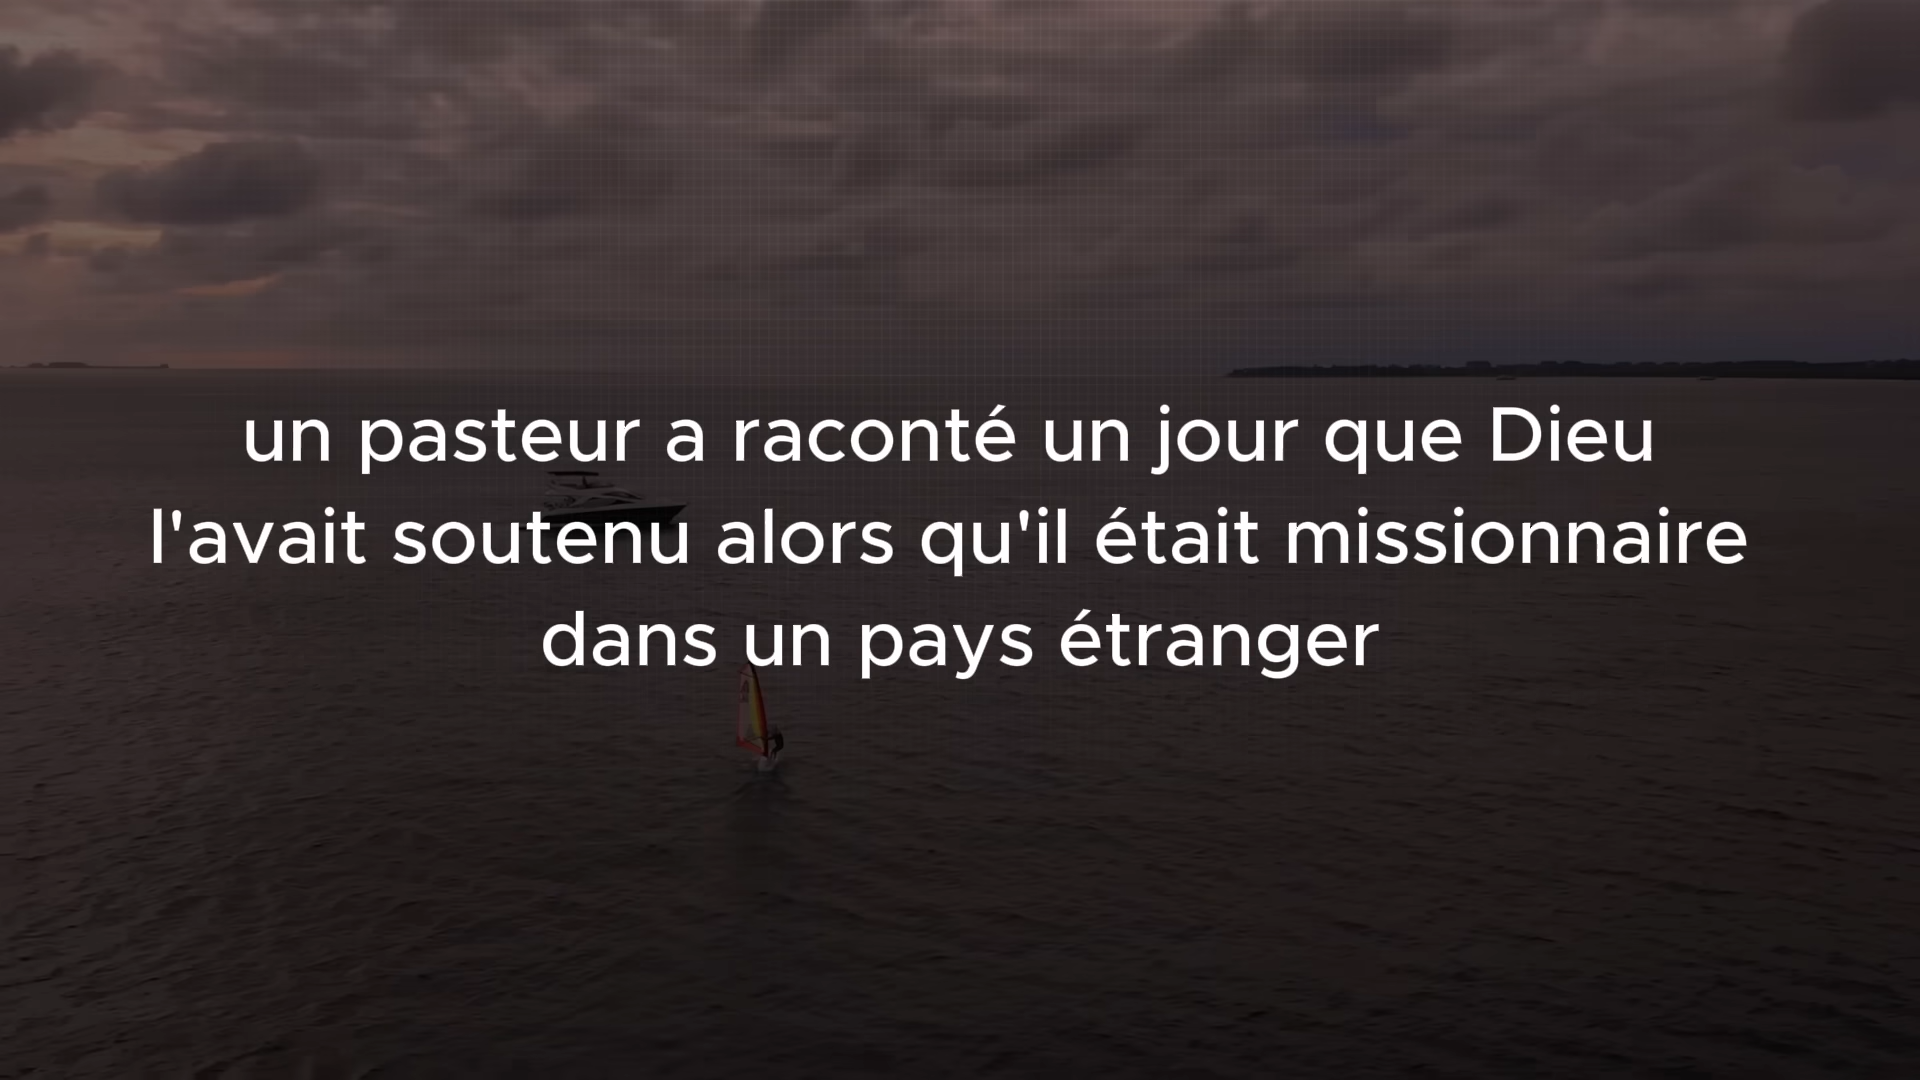 un pasteur a raconté un jour que Dieu
l'avait soutenu alors qu'il était missionnaire
dans un pays étranger